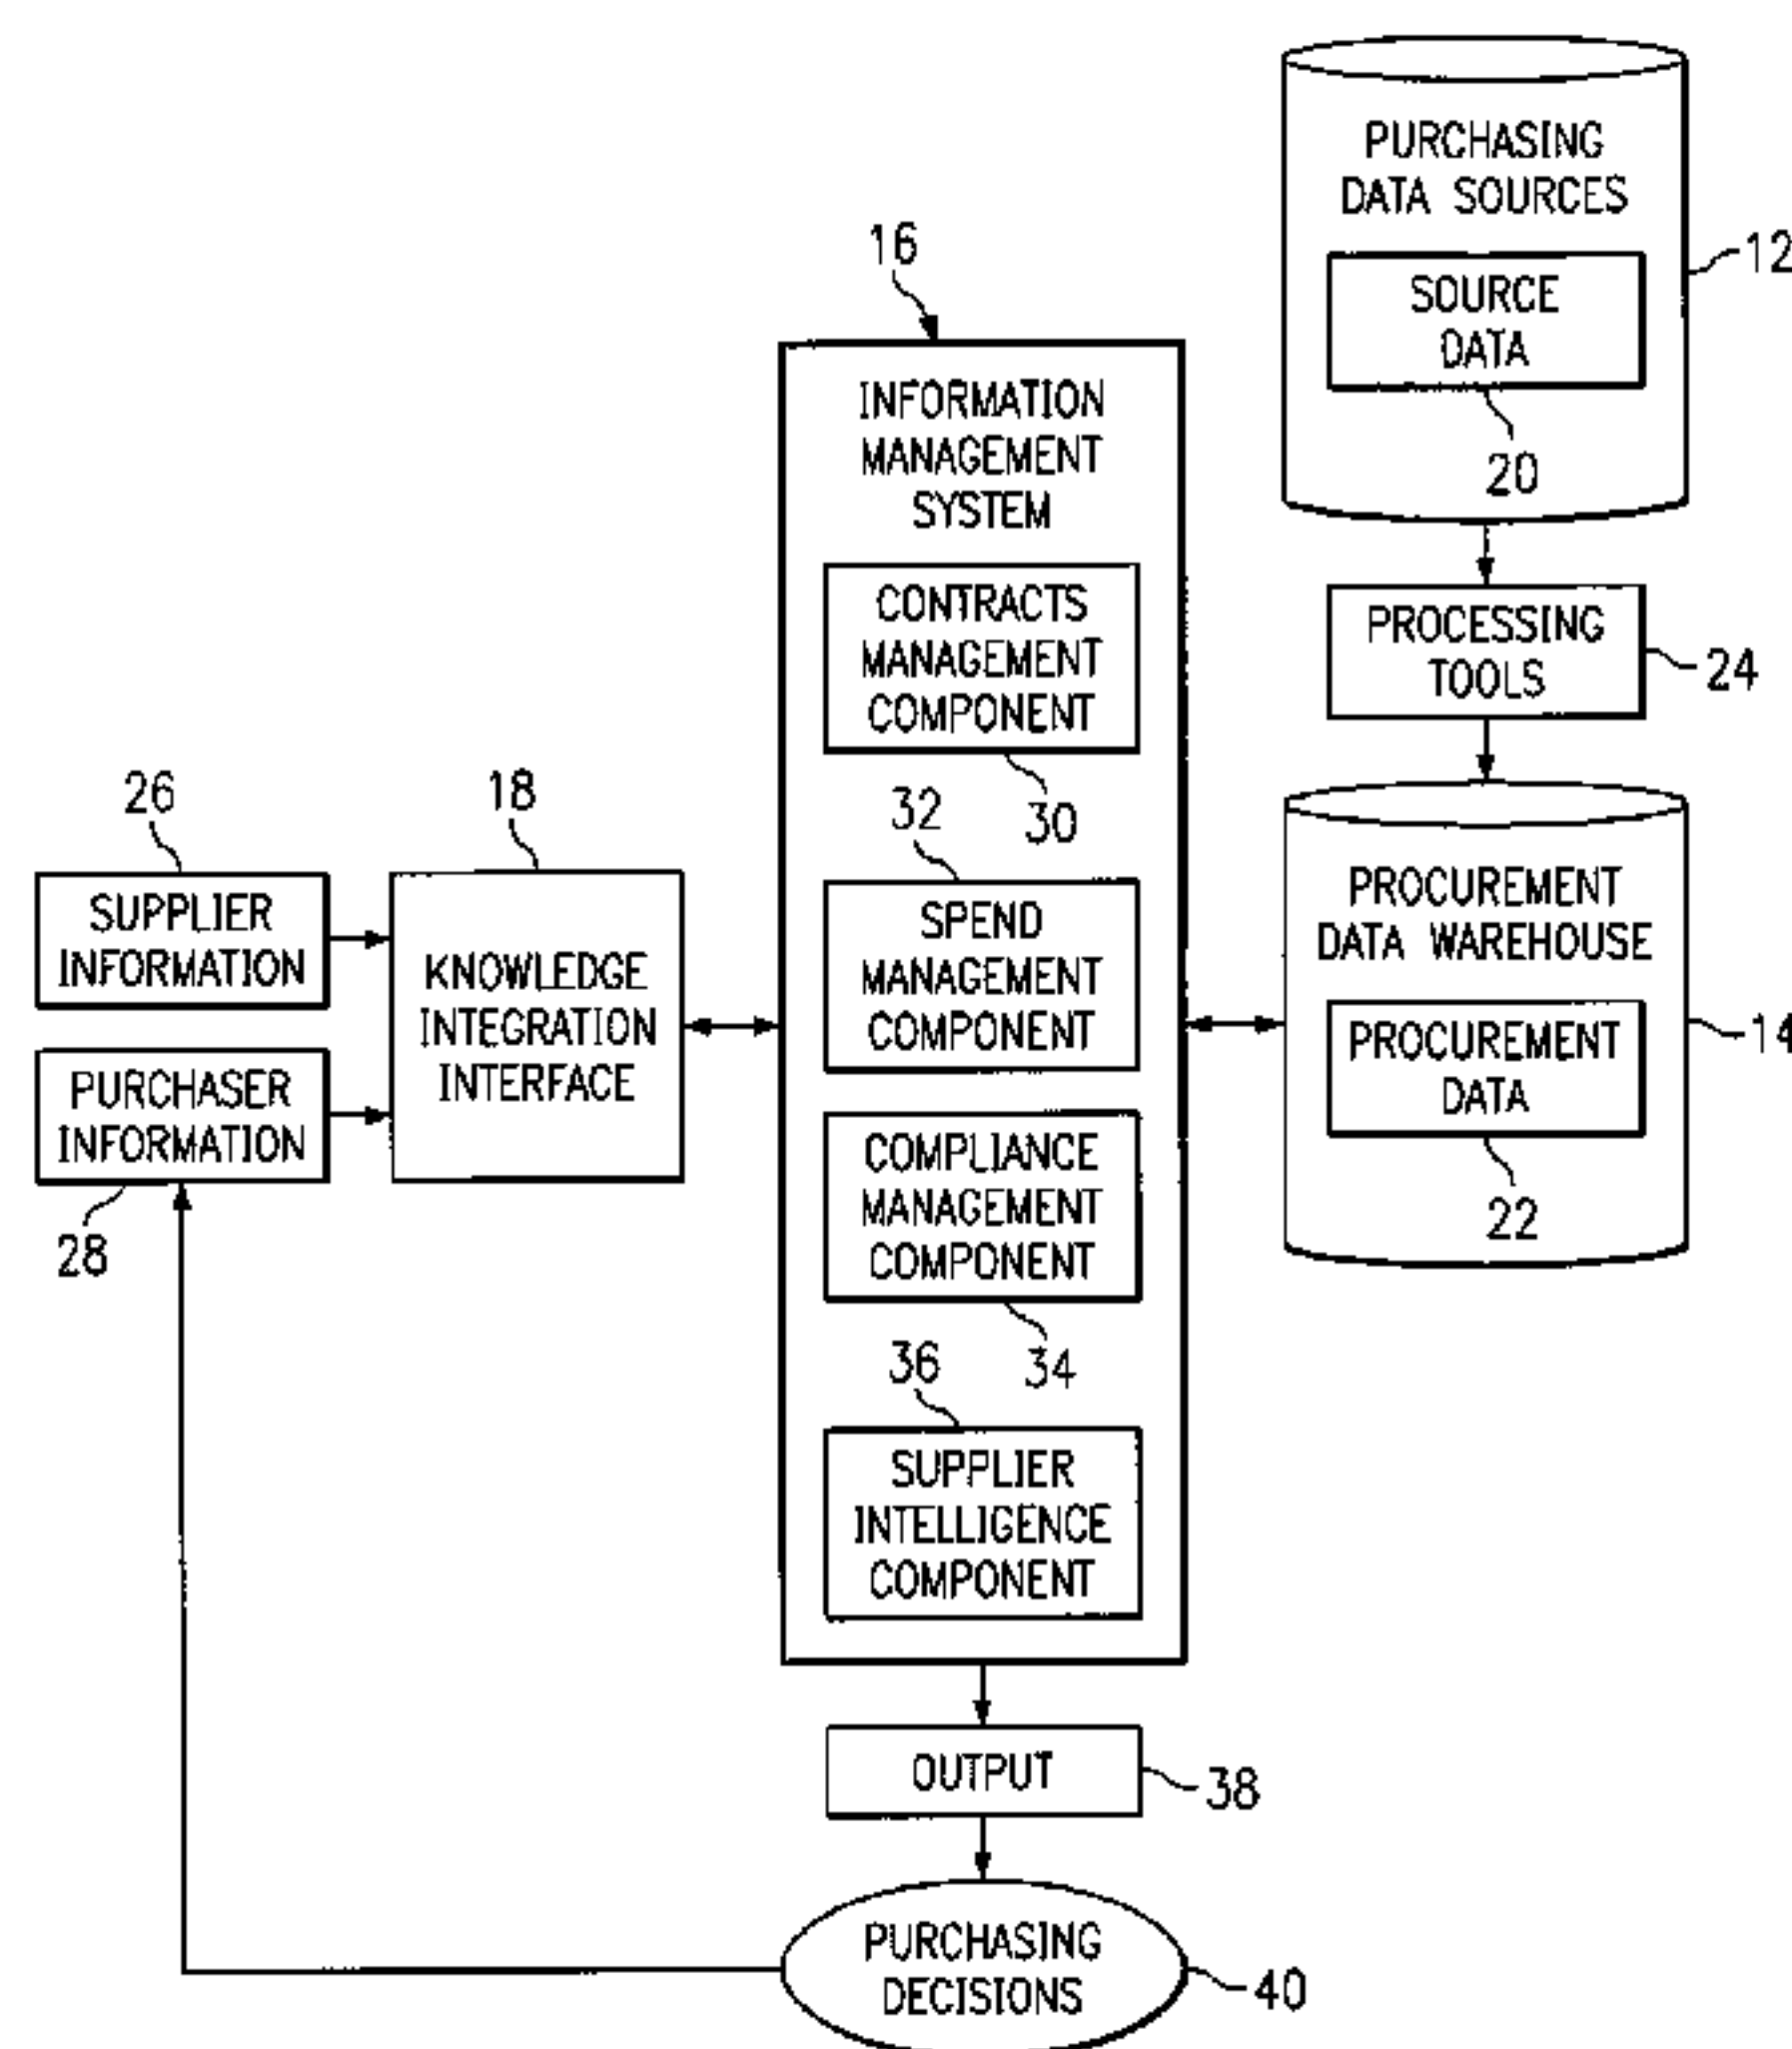 PURCHASING
DATA SOURCES
12
SOURCE
DATA
20
16
INFORMATION
MANAGEMENT
SYSTEM
CONTRACTS
MANAGEMENT
COMPONENT
30
PROCESSING
TOOLS
24
26
18
32
SUPPLIER
INFORMATION
KNOWLEDGE
INTEGRATION
INTERFACE
PURCHASER
INFORMATION
28
SPEND
MANAGEMENT
COMPONENT
PROCUREMENT
DATA WAREHOUSE
14
PROCUREMENT
DATA
22
COMPLIANCE
MANAGEMENT
COMPONENT
34
36
SUPPLIER
INTELLIGENCE
COMPONENT
OUTPUT
38
PURCHASING
DECISIONS
40